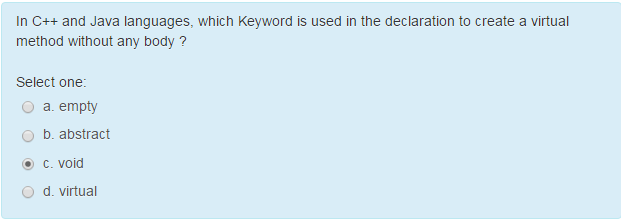 In C++ and Java languages, which Keyword is used in the declaration to create a virtual
method without any body ?
Select one:
a. empty
b. abstract
c. void
d. virtual